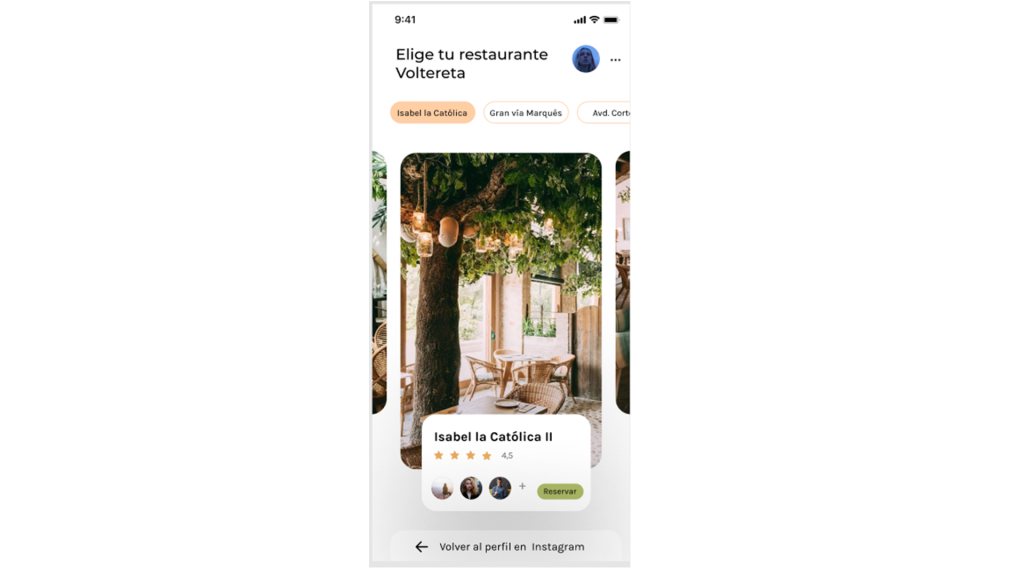 9:41
Elige tu restaurante
Voltereta
Isabel la Católica
Gran vía Marqués
Avd. Corte
Isabel la Católica II
4,5
+
Reservar
Volver al perfil en Instagram